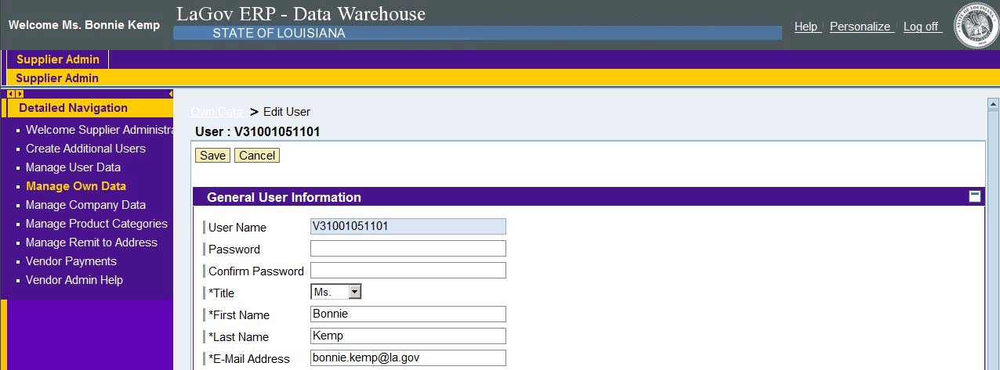 Welcome Ms. Bonnie Kemp
LaGov ERP - Data Warehouse
STATE OF LOUISIANA
Help Personalize Log off
Supplier Admin
Supplier Admin
Detailed Navigation
Welcome Supplier Administra
Create Additional Users
Manage User Data
Manage Own Data
Manage Company Data
Manage Product Categories
Manage Remit to Address
Vendor Payments
Vendor Admin Help
Own Data > Edit User
User : V31001051101
Save Cancel
General User Information
User Name V31001051101
Password
Confirm Password
*Title Ms.
*First Name Bonnie
*Last Name Kemp
*E-Mail Address bonnie.kemp@la.gov